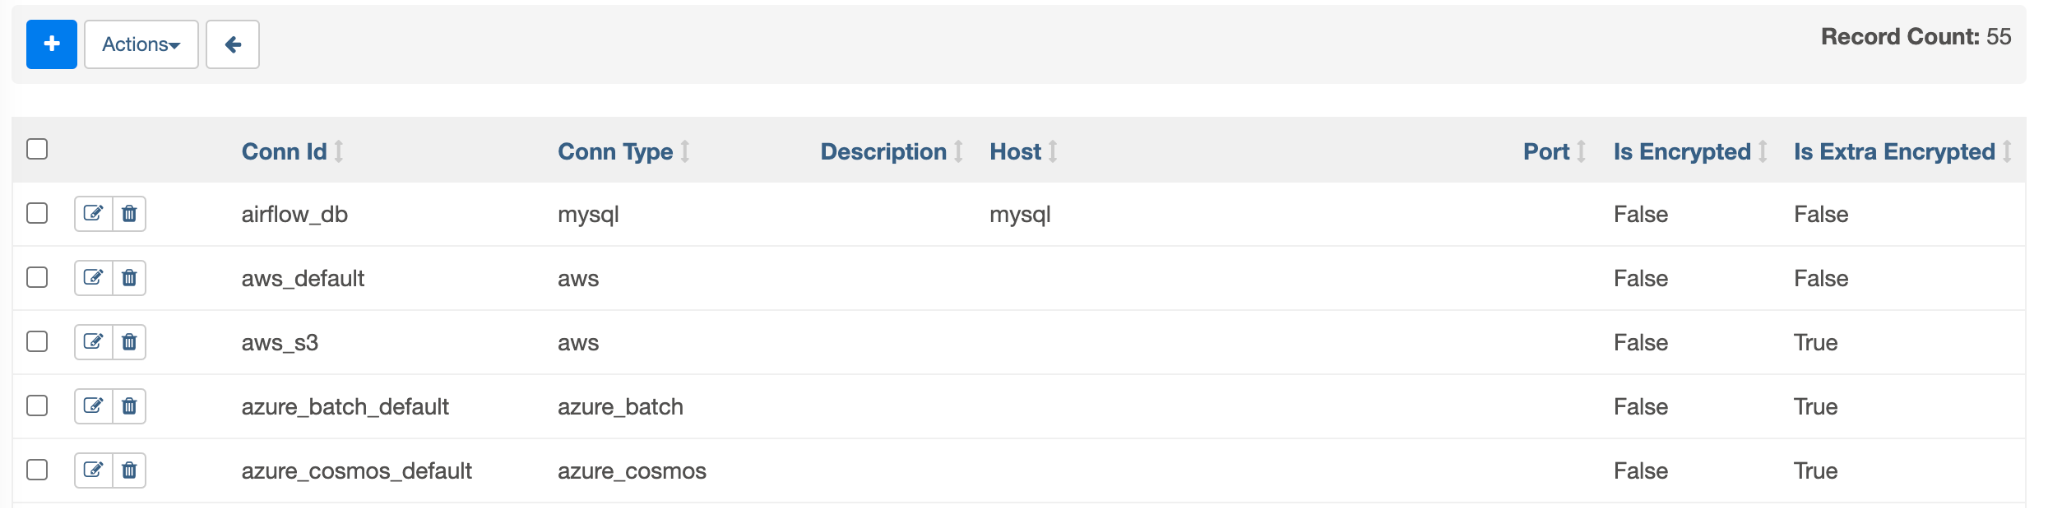 + Actions Record Count: 55
Conn Id Conn Type Description Host Port Is Encrypted Is Extra Encrypted
airflow_db mysql mysql False False
aws_default aws False False
aws_s3 aws False True
azure_batch_default azure_batch False True
azure_cosmos_default azure_cosmos False True